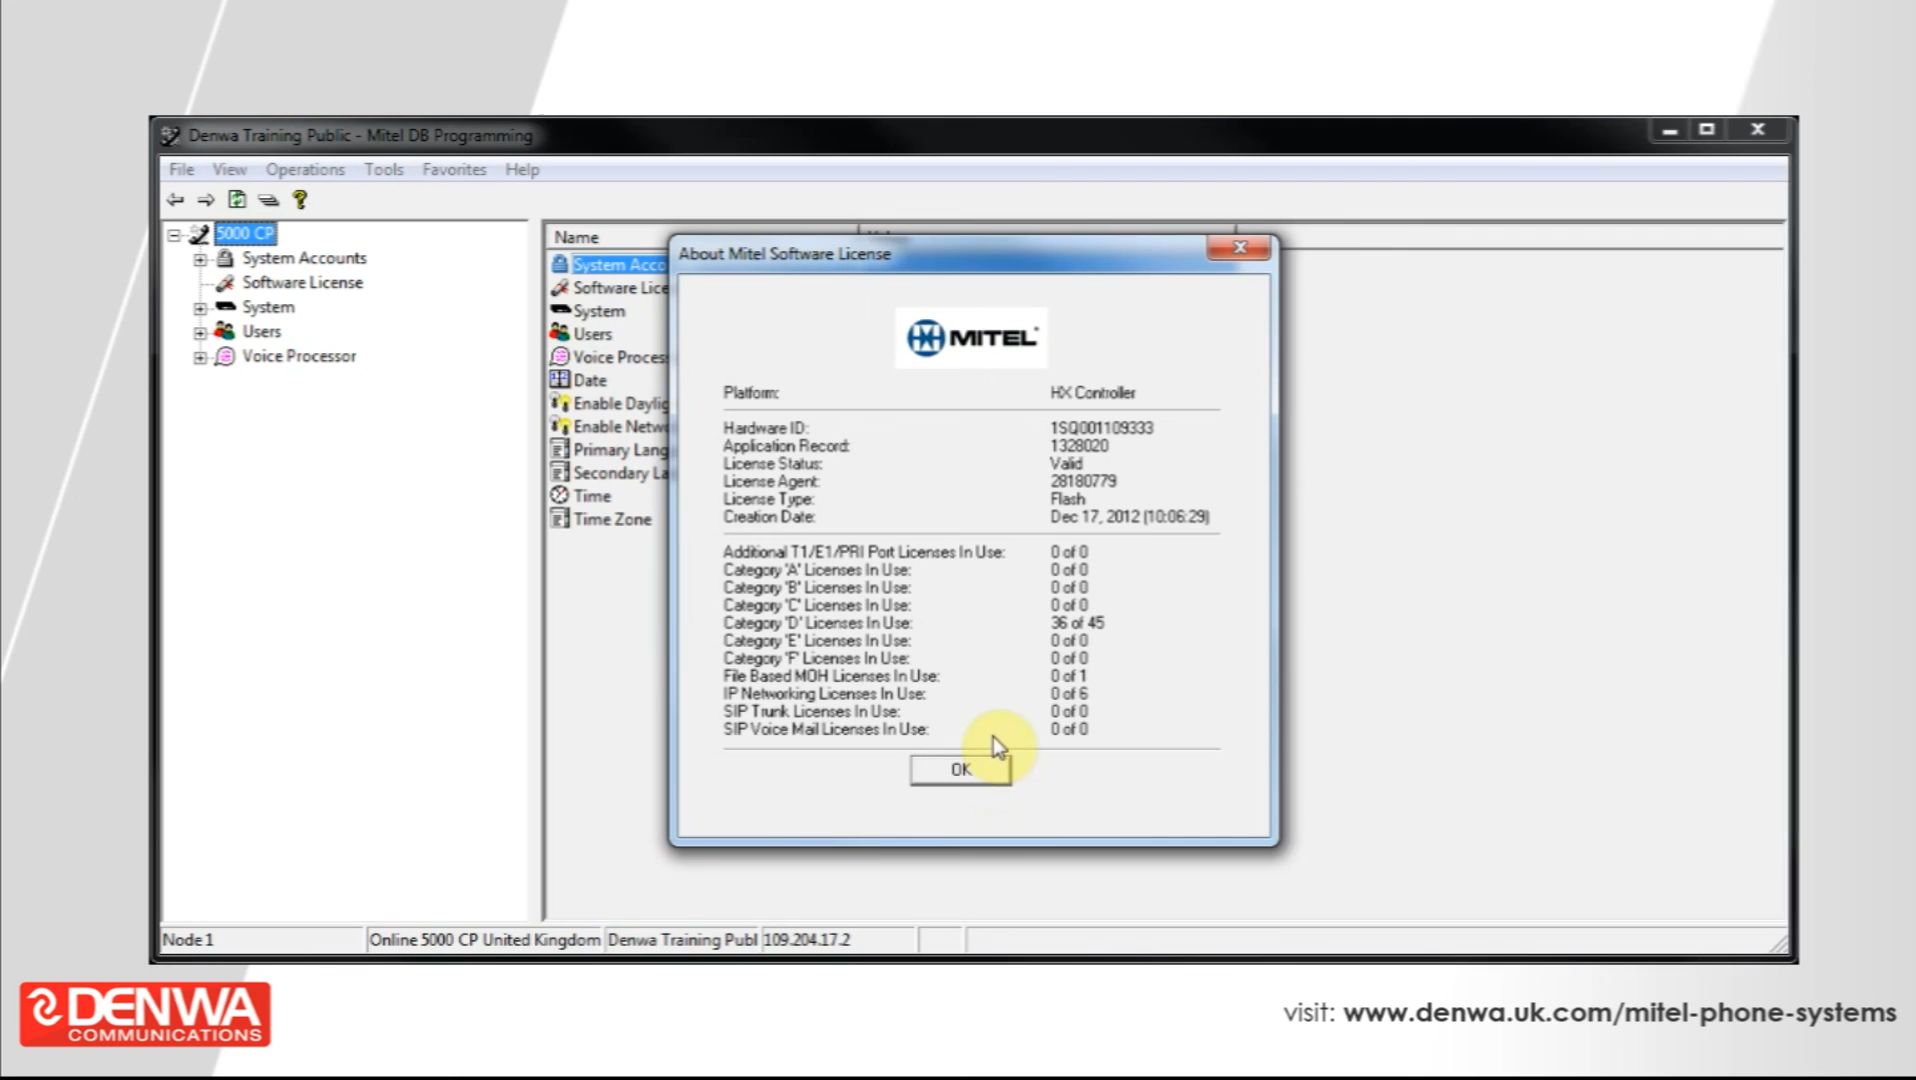 Denwa Training Public - Mitel DB Programming
File View Operations Tools Favorites Help
5000 CP
System Accounts
Software License
System
Users
Voice Processor
Name
System Acco
Software Lice
System
Users
Voice Proces
Date
Enable Daylig
Enable Netw
Primary Lang
Secondary La
Time
Time Zone
About Mitel Software License
MITEL
Platform: HX Controller
Hardware ID: 1SQ001109333
Application Record: 1328020
License Status: Valid
License Agent: 28180779
License Type: Flash
Creation Date: Dec 17, 2012 (10:06:29)
Additional T1/E1/PRI Port Licenses In Use: 0 of 0
Category 'A' Licenses In Use: 0 of 0
Category 'B' Licenses In Use: 0 of 0
Category 'C' Licenses In Use: 0 of 0
Category 'D' Licenses In Use: 36 of 45
Category 'E' Licenses In Use: 0 of 0
Category 'F' Licenses In Use: 0 of 0
File Based MOH Licenses In Use: 0 of 1
IP Networking Licenses In Use: 0 of 6
SIP Trunk Licenses In Use: 0 of 0
SIP Voice Mail Licenses In Use: 0 of 0
OK
Node 1 Online 5000 CP United Kingdom Denwa Training Publ 109.204.17.2
DENWA
COMMUNICATIONS
visit: www.denwa.uk.com/mitel-phone-systems